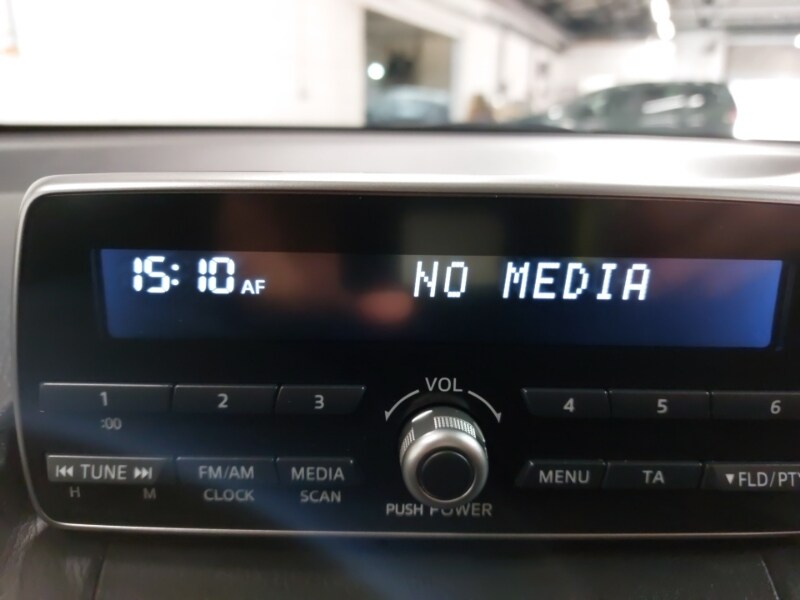 15:10 AF NO MEDIA
VOL
1 2 3 4 5 6
:00
TUNE FM/AM MEDIA MENU TA FLD/PTY
H M CLOCK SCAN
PUSH POWER